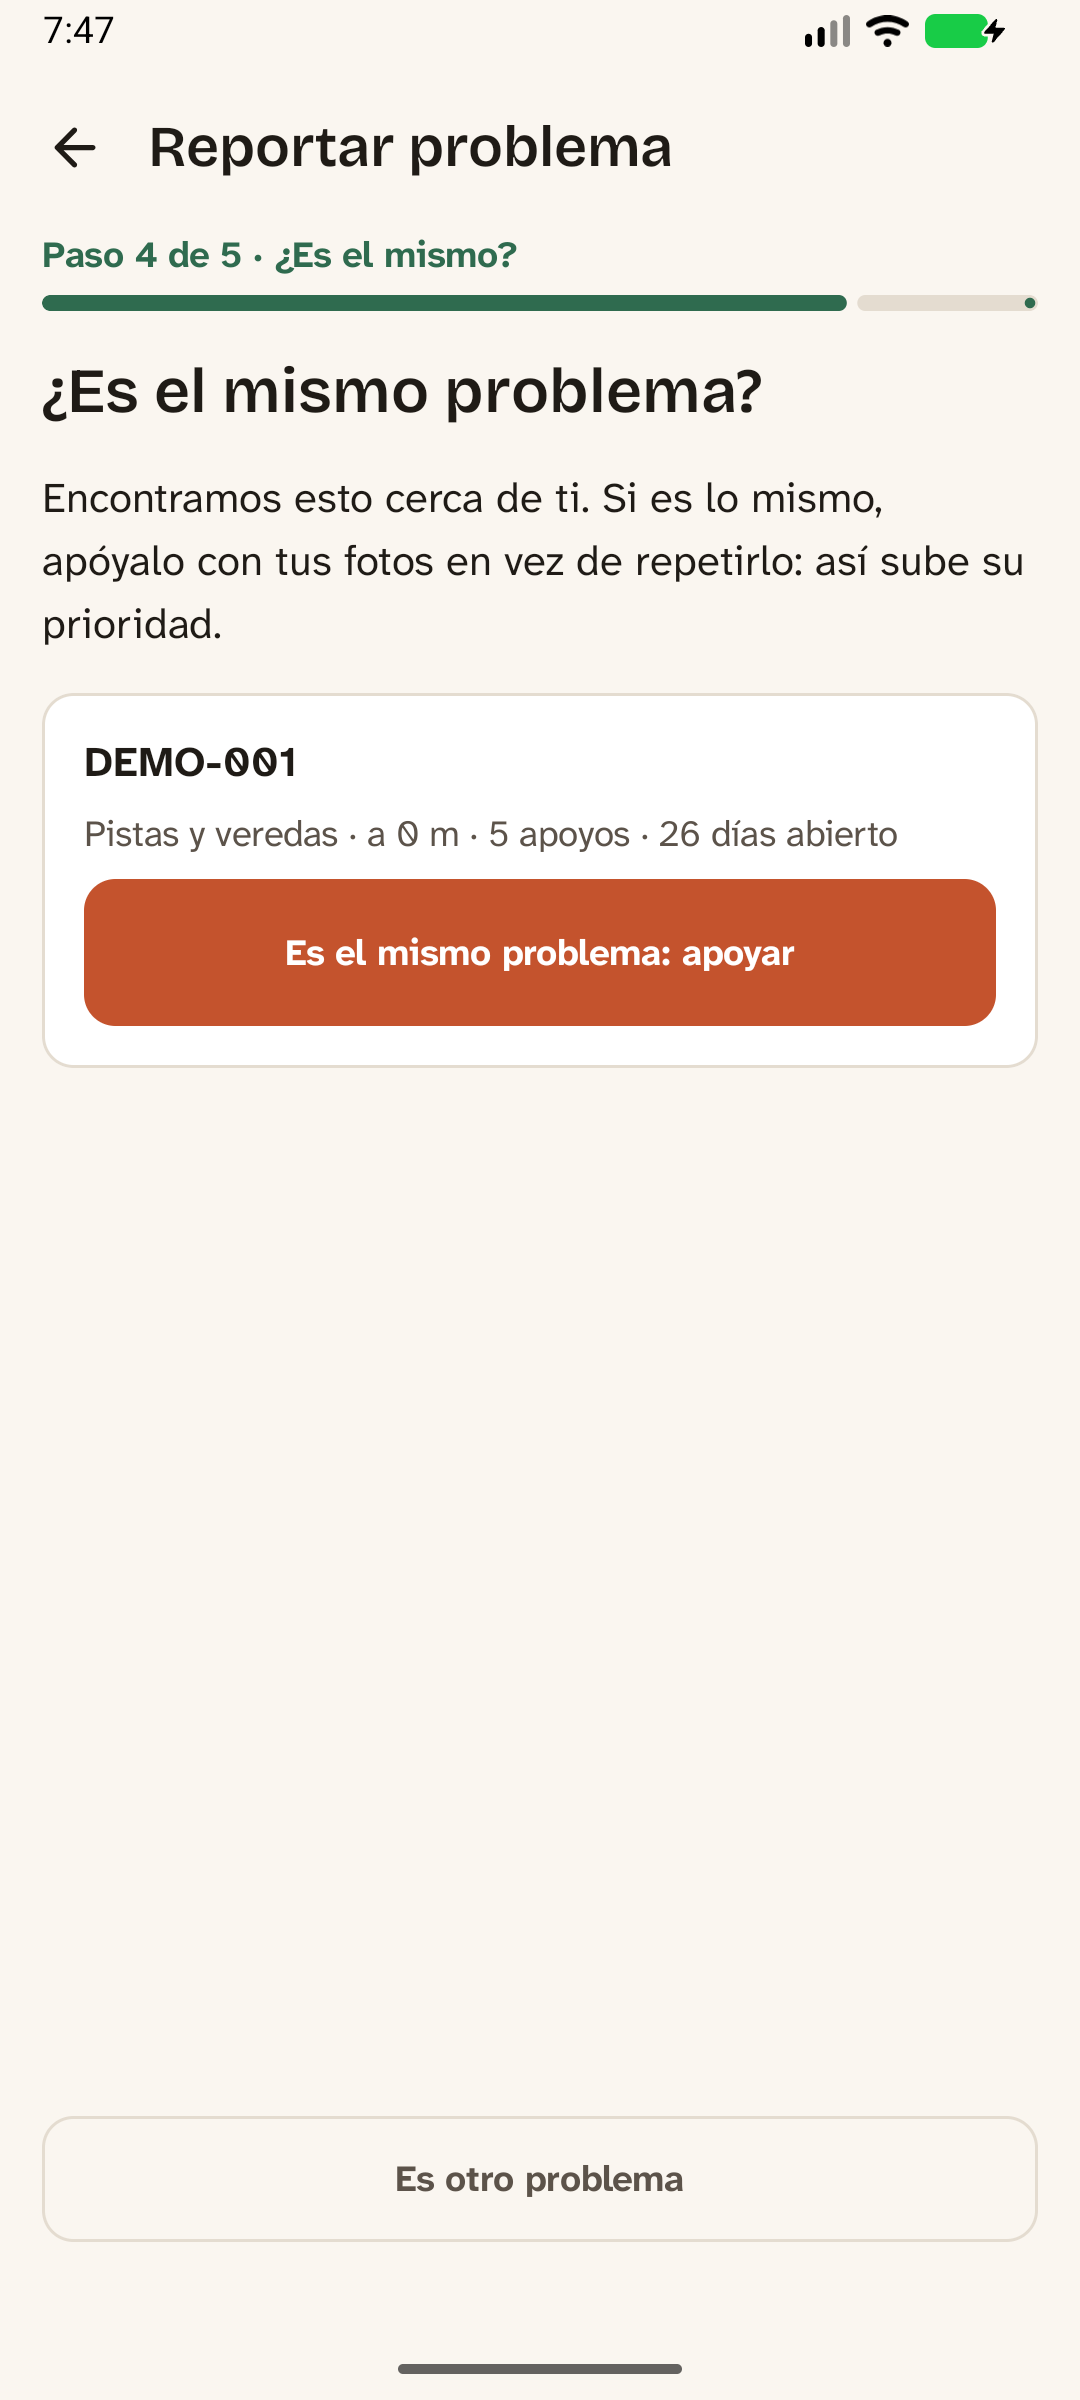 7:47
Reportar problema
Paso 4 de 5 · ¿Es el mismo?
¿Es el mismo problema?
Encontramos esto cerca de ti. Si es lo mismo,
apóyalo con tus fotos en vez de repetirlo: así sube su
prioridad.
DEMO-001
Pistas y veredas · a 0 m · 5 apoyos · 26 días abierto
Es el mismo problema: apoyar
Es otro problema